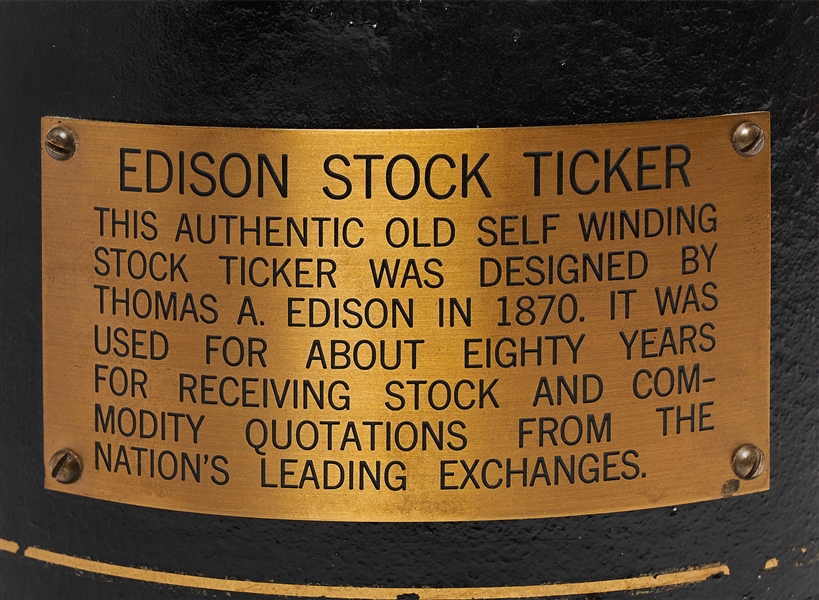 EDISON STOCK TICKER
THIS AUTHENTIC OLD SELF WINDING
STOCK TICKER WAS DESIGNED BY
THOMAS A. EDISON IN 1870. IT WAS
USED FOR ABOUT EIGHTY YEARS
FOR RECEIVING STOCK AND COM-
MODITY QUOTATIONS FROM THE
NATION'S LEADING EXCHANGES.